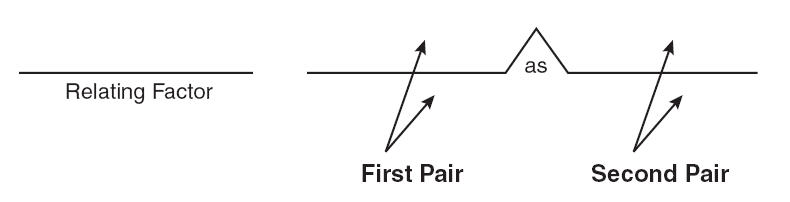 as
Relating Factor
First Pair
Second Pair